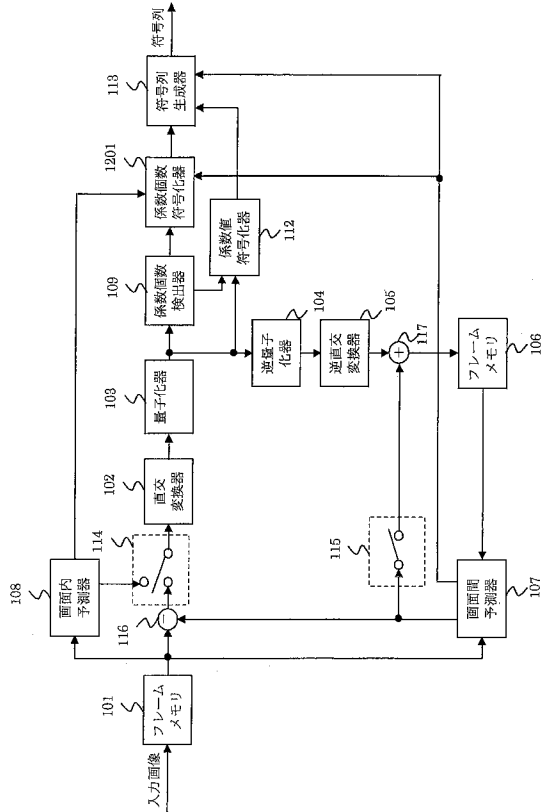 入力画像
101
フレーム
メモリ
108
画面内
予測器
116
−
114
102
直交
変換器
103
量子化器
109
係数個数
検出器
1201
係数個数
符号化器
113
符号列
生成器
符号列
係数値
符号化器
112
逆量子
化器
104
逆直交
変換器
105
+
117
115
フレーム
メモリ
106
画面間
予測器
107